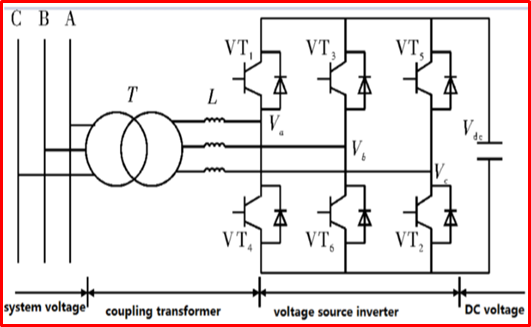 C B A
VT1 VT3 VT5
T L
Va Vdc
Vb
Vc
VT4 VT6 VT2
system voltage coupling transformer voltage source inverter DC voltage